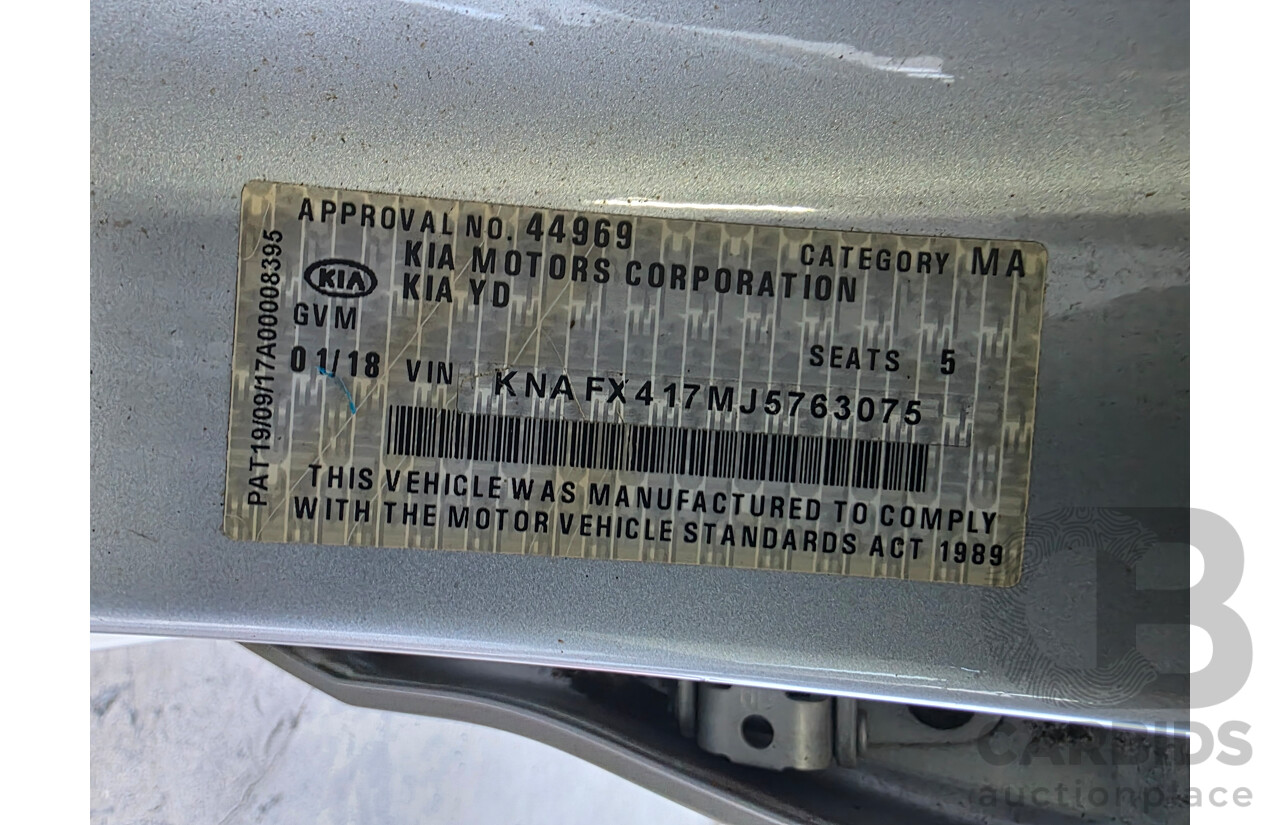 APPROVAL NO. 44969
CATEGORY MA
KIA
KIA MOTORS CORPORATION
KIA YD
GVM
SEATS 5
01/18 VIN KNAFX417MJ5763075
THIS VEHICLE WAS MANUFACTURED TO COMPLY
WITH THE MOTOR VEHICLE STANDARDS ACT 1989
PAT19/09/17A00008395
B
CARBIDS
auctionplace